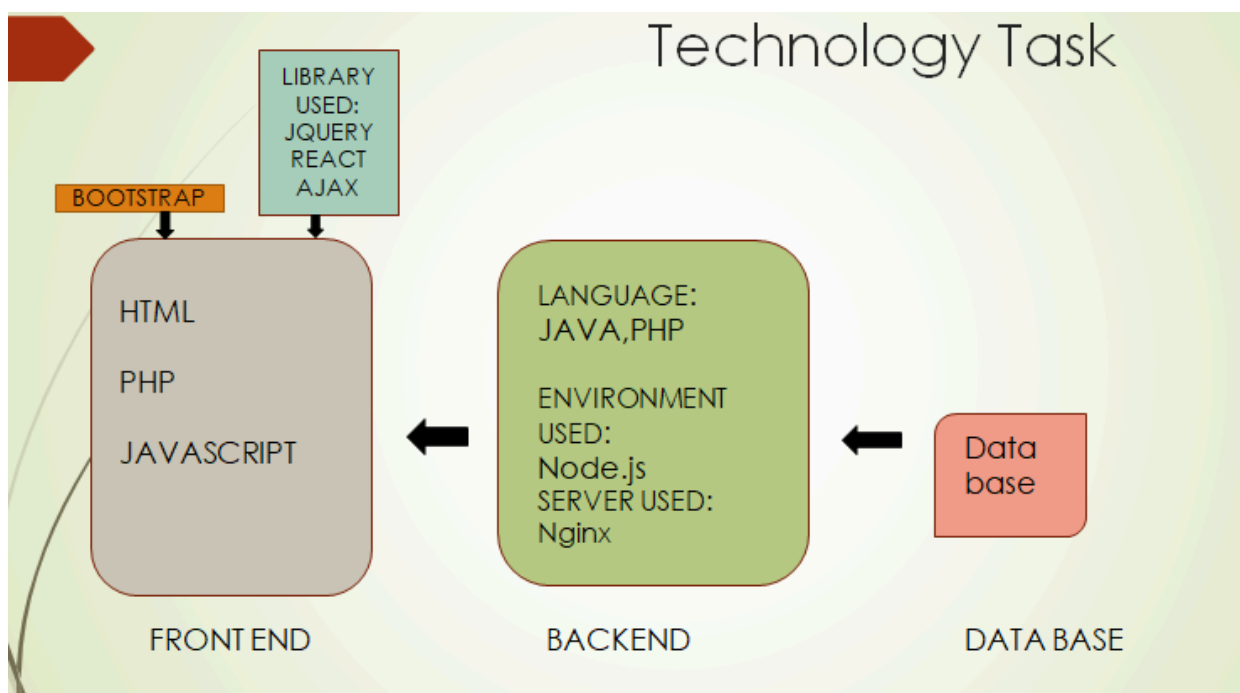 Technology Task
LIBRARY
USED:
JQUERY
REACT
AJAX
BOOTSTRAP
HTML
PHP
JAVASCRIPT
LANGUAGE:
JAVA,PHP
ENVIRONMENT
USED:
Node.js
SERVER USED:
Nginx
Data
base
FRONT END
BACKEND
DATA BASE